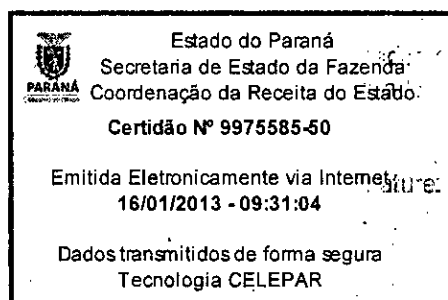 Estado do Paraná
Secretaria de Estado da Fazenda
PARANÁ
Coordenação da Receita do Estado
Certidão Nº 9975585-50
Emitida Eletronicamente via Internet
16/01/2013 - 09:31:04
Dados transmitidos de forma segura
Tecnologia CELEPAR